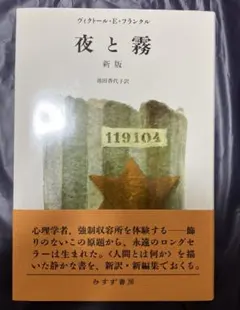 ヴィクトール・E・フランクル
夜と霧
新版
池田香代子訳
119104
心理学者、強制収容所を体験する——飾
りのないこの原題から、永遠のロングセ
ラーは生まれた。〈人間とは何か〉を描
いた静かな書を、新訳・新編集でおくる。
みすず書房